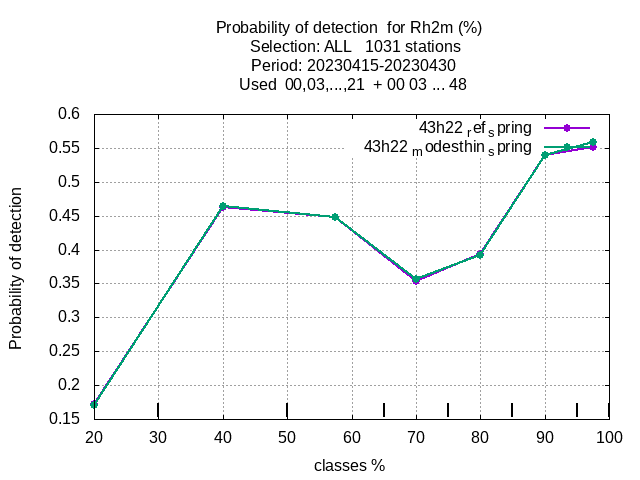 Probability of detection  for Rh2m (%)
Selection: ALL   1031 stations
Period: 20230415-20230430
Used  00,03,...,21  + 00 03 ... 48
0.6
0.55
0.5
0.45
0.4
0.35
0.3
0.25
0.2
0.15
Probability of detection
43h22 ref spring
43h22 modesthin spring
20 30 40 50 60 70 80 90 100
classes %